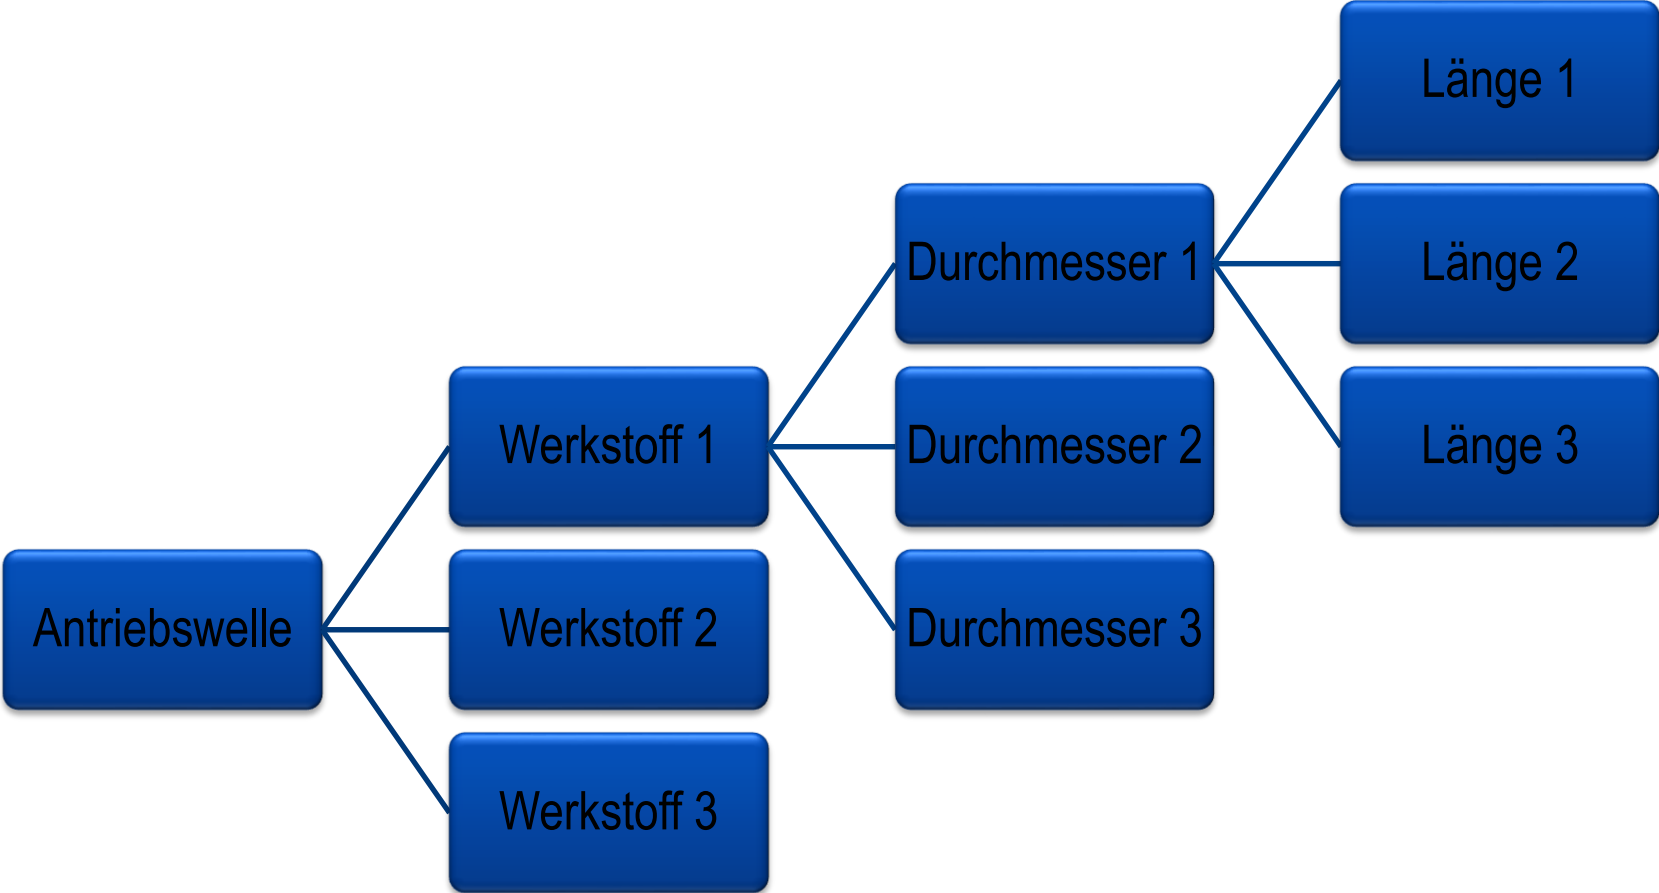 Antriebswelle
Werkstoff 1
Werkstoff 2
Werkstoff 3
Durchmesser 1
Durchmesser 2
Durchmesser 3
Länge 1
Länge 2
Länge 3